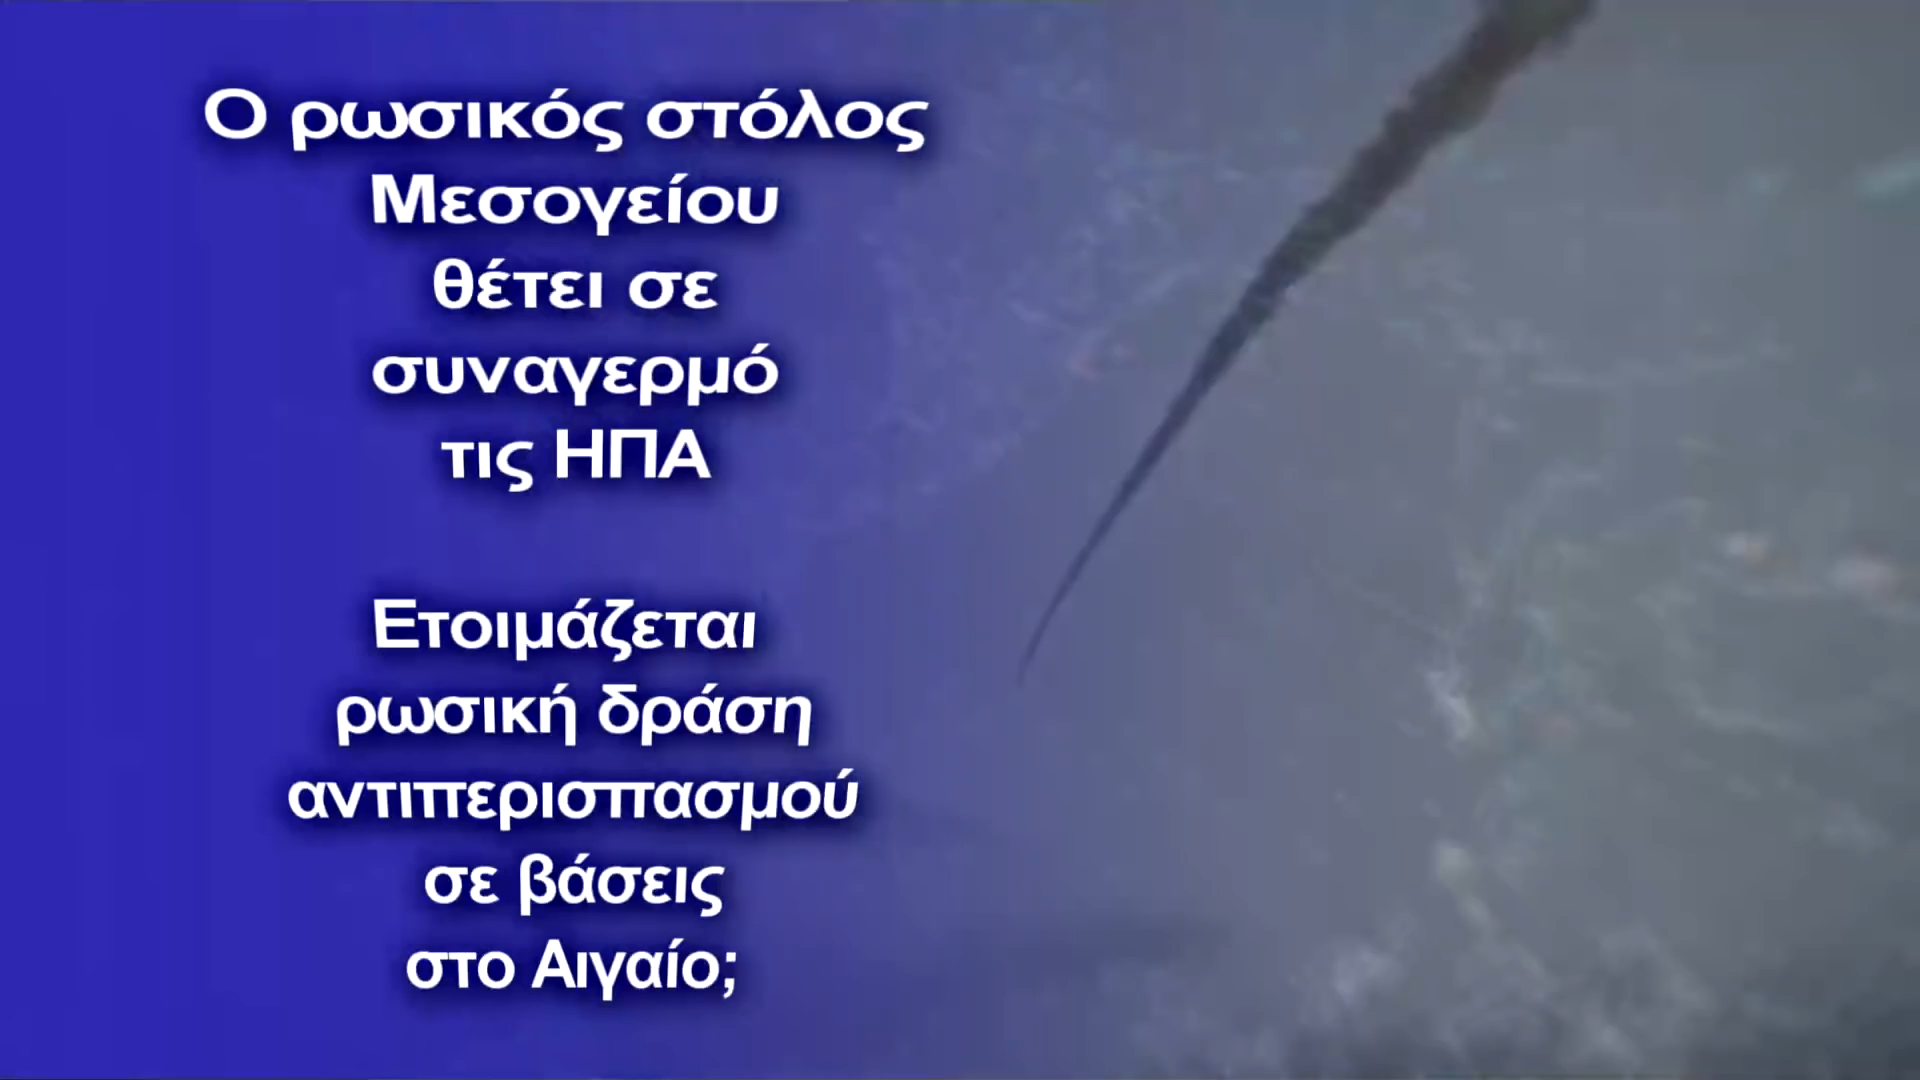 Ο ρωσικός στόλος
Μεσογείου
θέτει σε
συναγερμό
τις ΗΠΑ
Ετοιμάζεται
ρωσική δράση
αντιπερισπασμού
σε βάσεις
στο Αιγαίο;